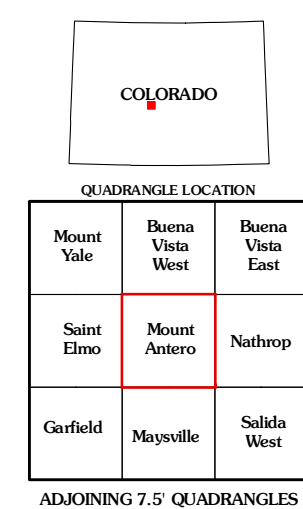 COLORADO
QUADRANGLE LOCATION
Mount
Yale
Buena
Vista
West
Buena
Vista
East
Saint
Elmo
Mount
Antero
Nathrop
Garfield
Maysville
Salida
West
ADJOINING 7.5' QUADRANGLES